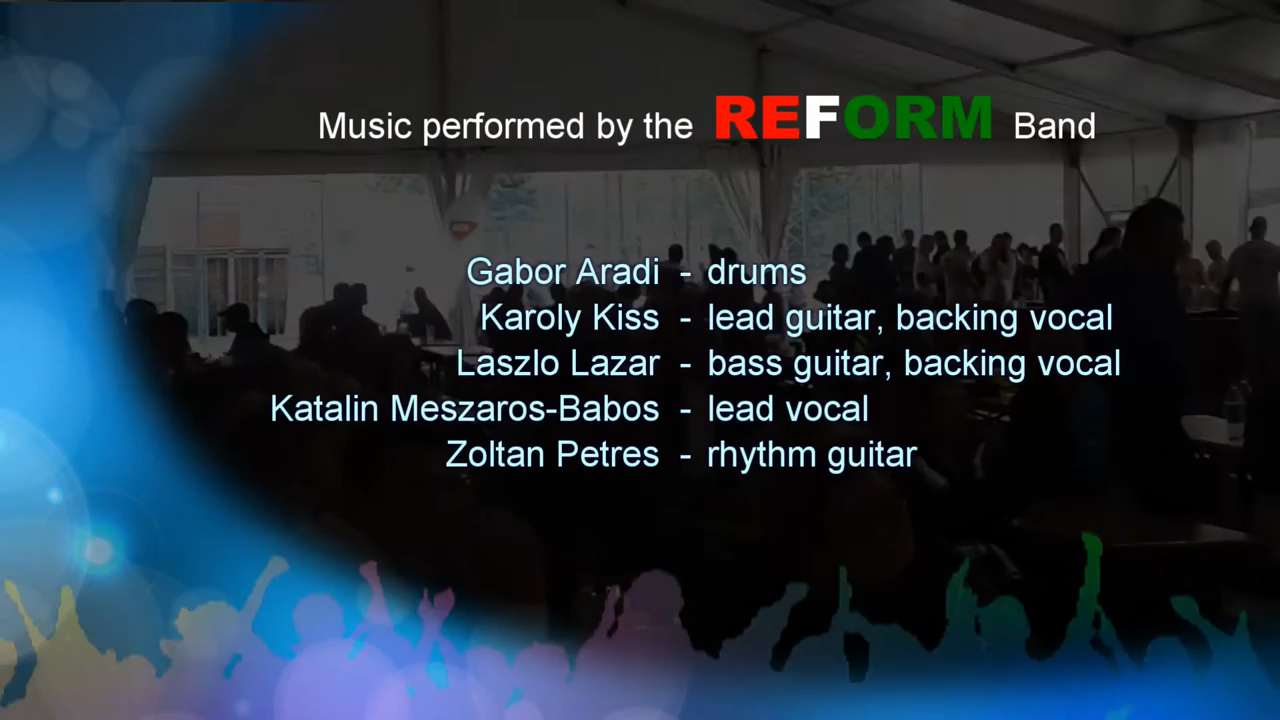 Music performed by the REFORM Band
Gabor Aradi - drums
Karoly Kiss - lead guitar, backing vocal
Laszlo Lazar - bass guitar, backing vocal
Katalin Meszaros-Babos - lead vocal
Zoltan Petres - rhythm guitar